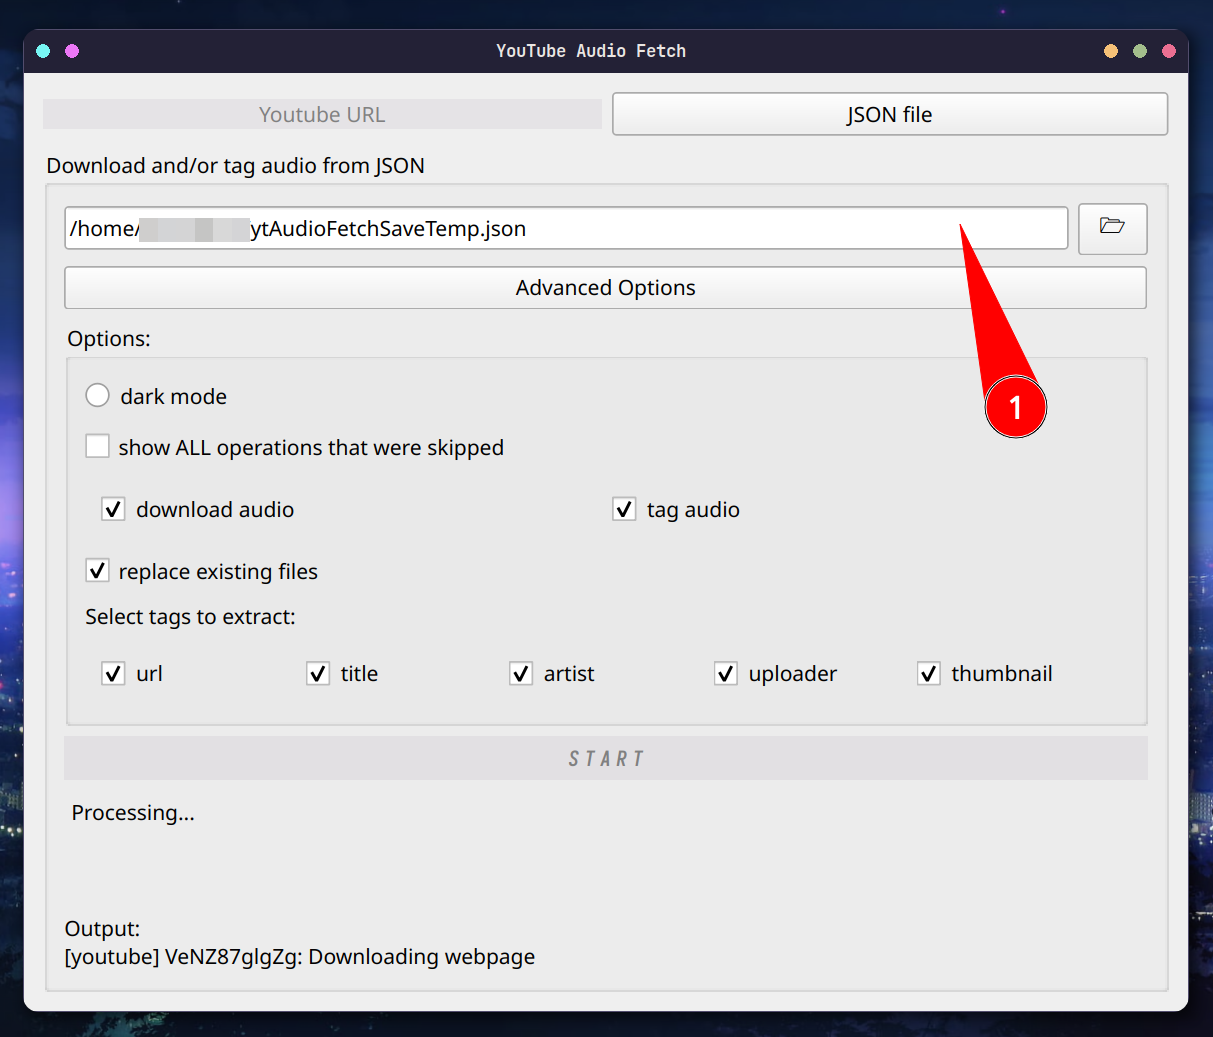 YouTube Audio Fetch
Youtube URL
JSON file
Download and/or tag audio from JSON
/home/ ytAudioFetchSaveTemp.json
Advanced Options
Options:
1
dark mode
show ALL operations that were skipped
download audio
tag audio
replace existing files
Select tags to extract:
url
title
artist
uploader
thumbnail
START
Processing...
Output:
[youtube] VeNZ87glgZg: Downloading webpage